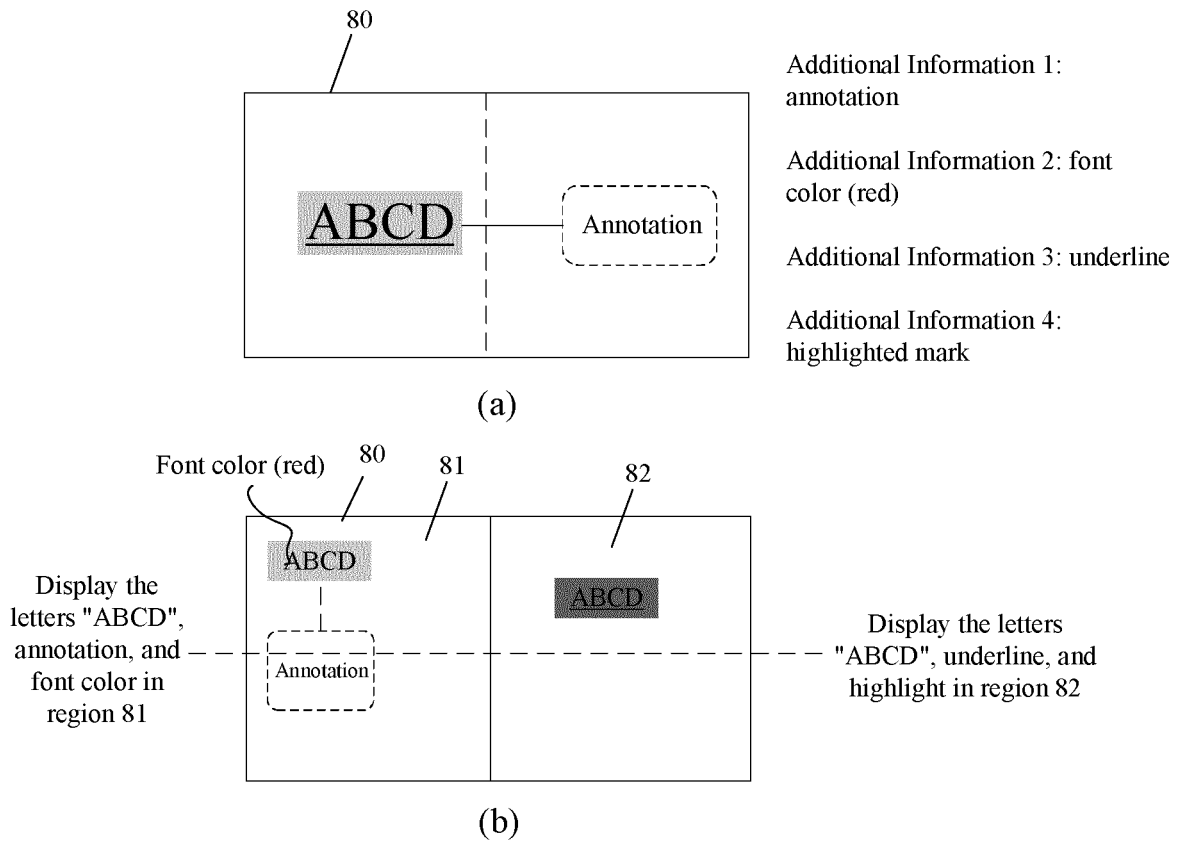 80
Additional Information 1:
annotation
Additional Information 2: font
color (red)
ABCD
Annotation
Additional Information 3: underline
Additional Information 4:
highlighted mark
(a)
Font color (red)
80
81
82
ABCD
ABCD
Display the
letters "ABCD",
annotation, and
font color in
region 81
Annotation
Display the letters
"ABCD", underline, and
highlight in region 82
(b)